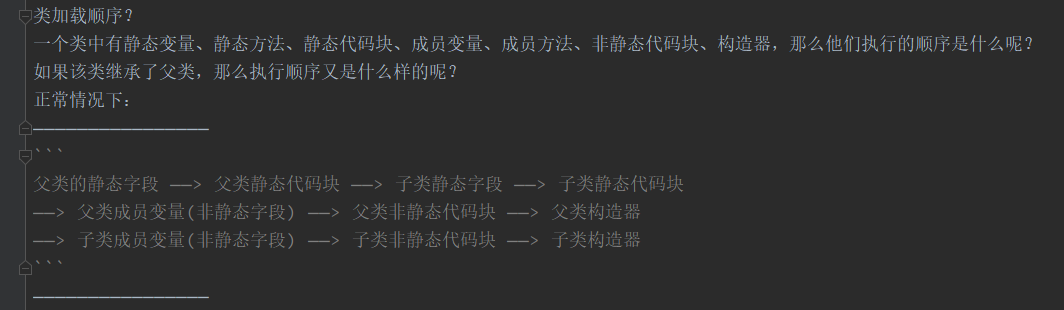 类加载顺序？
一个类中有静态变量、静态方法、静态代码块、成员变量、成员方法、非静态代码块、构造器，那么他们执行的顺序是什么呢？
如果该类继承了父类，那么执行顺序又是什么样的呢？
正常情况下：
————————————————
```
父类的静态字段 ——> 父类静态代码块 ——> 子类静态字段 ——> 子类静态代码块
——> 父类成员变量(非静态字段) ——> 父类非静态代码块 ——> 父类构造器
——> 子类成员变量(非静态字段) ——> 子类非静态代码块 ——> 子类构造器
```
————————————————